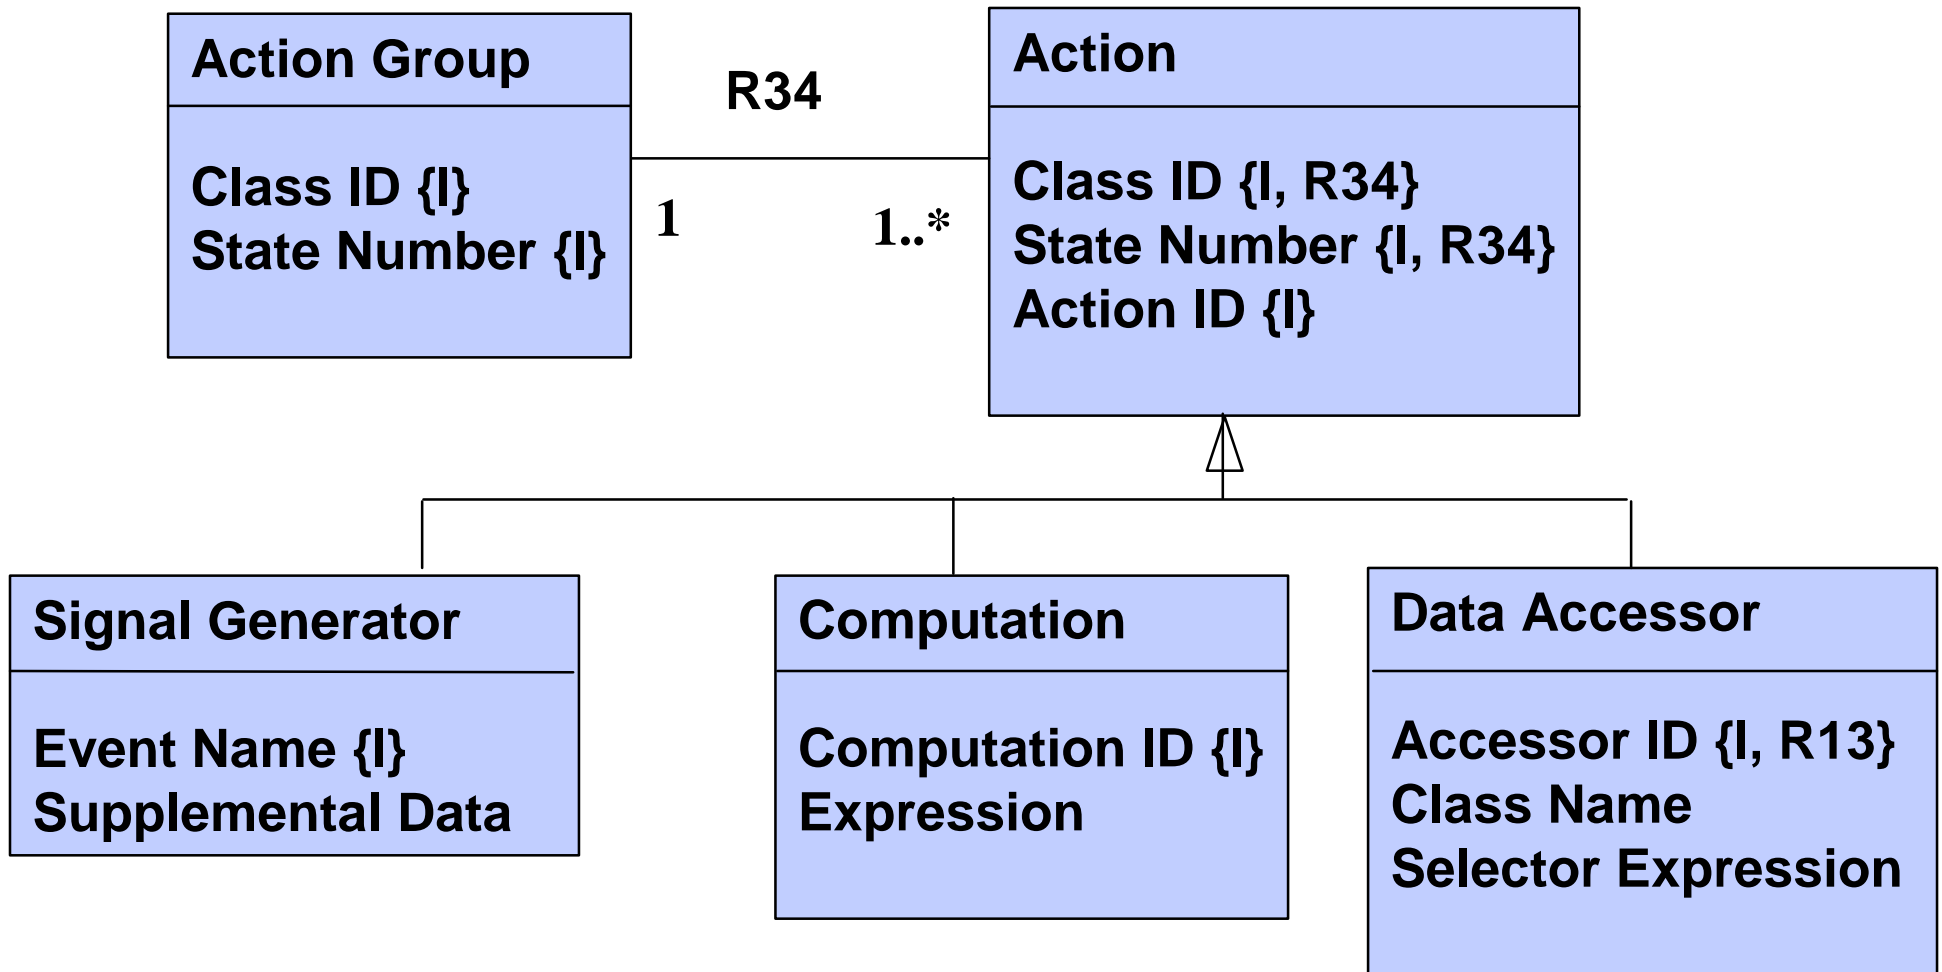 Action Group
Class ID {I}
State Number {I}
R34
1
1..*
Action
Class ID {I, R34}
State Number {I, R34}
Action ID {I}
Signal Generator
Event Name {I}
Supplemental Data
Computation
Computation ID {I}
Expression
Data Accessor
Accessor ID {I, R13}
Class Name
Selector Expression